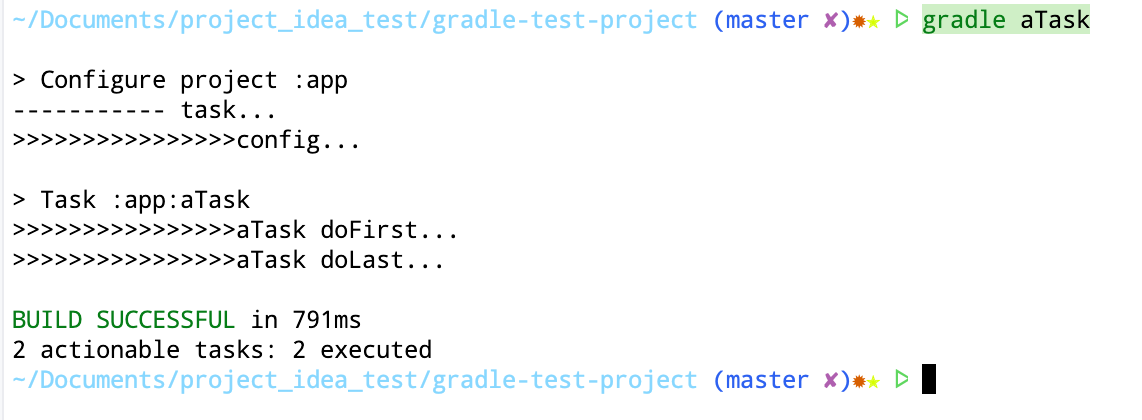 ~/Documents/project_idea_test/gradle-test-project (master ✘)✹★ ᐅ gradle aTask
> Configure project :app
----------- task...
>>>>>>>>>>>>>>>>config...
> Task :app:aTask
>>>>>>>>>>>>>>>>aTask doFirst...
>>>>>>>>>>>>>>>>aTask doLast...
BUILD SUCCESSFUL in 791ms
2 actionable tasks: 2 executed
~/Documents/project_idea_test/gradle-test-project (master ✘)✹★ ᐅ